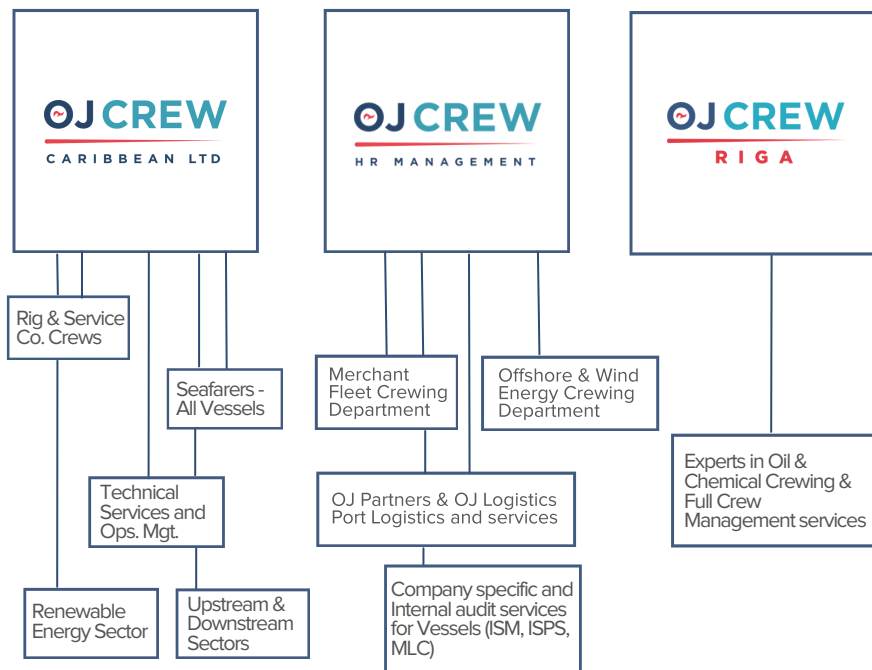 OJ CREW
CARIBBEAN LTD
OJ CREW
HR MANAGEMENT
OJ CREW
RIGA
Rig & Service
Co. Crews
Seafarers -
All Vessels
Merchant
Fleet Crewing
Department
Offshore & Wind
Energy Crewing
Department
Technical
Services and
Ops. Mgt.
OJ Partners & OJ Logistics
Port Logistics and services
Experts in Oil &
Chemical Crewing &
Full Crew
Management services
Renewable
Energy Sector
Upstream &
Downstream
Sectors
Company specific and
Internal audit services
for Vessels (ISM, ISPS,
MLC)